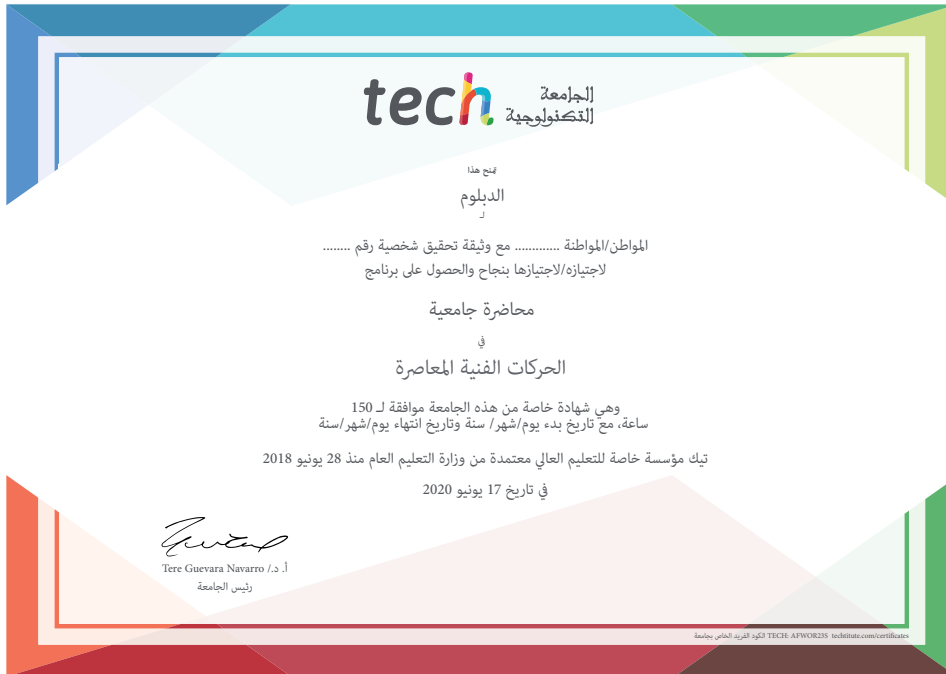 tech
الجامعة
التكنولوجية
تمنح هذا
الدبلوم
لـ
المواطن/المواطنة ............ مع وثيقة تحقيق شخصية رقم ........
لاجتيازه/لاجتيازها بنجاح والحصول على برنامج
محاضرة جامعية
في
الحركات الفنية المعاصرة
وهي شهادة خاصة من هذه الجامعة موافقة لـ 150
ساعة، مع تاريخ بدء يوم/شهر/ سنة وتاريخ انتهاء يوم/شهر/سنة
تيك مؤسسة خاصة للتعليم العالي معتمدة من وزارة التعليم العام منذ 28 يونيو 2018
في تاريخ 17 يونيو 2020
أ. د./ Tere Guevara Navarro
رئيس الجامعة
الكود الفريد الخاص بجامعة TECH: AFWOR23S techtitute.com/certificates